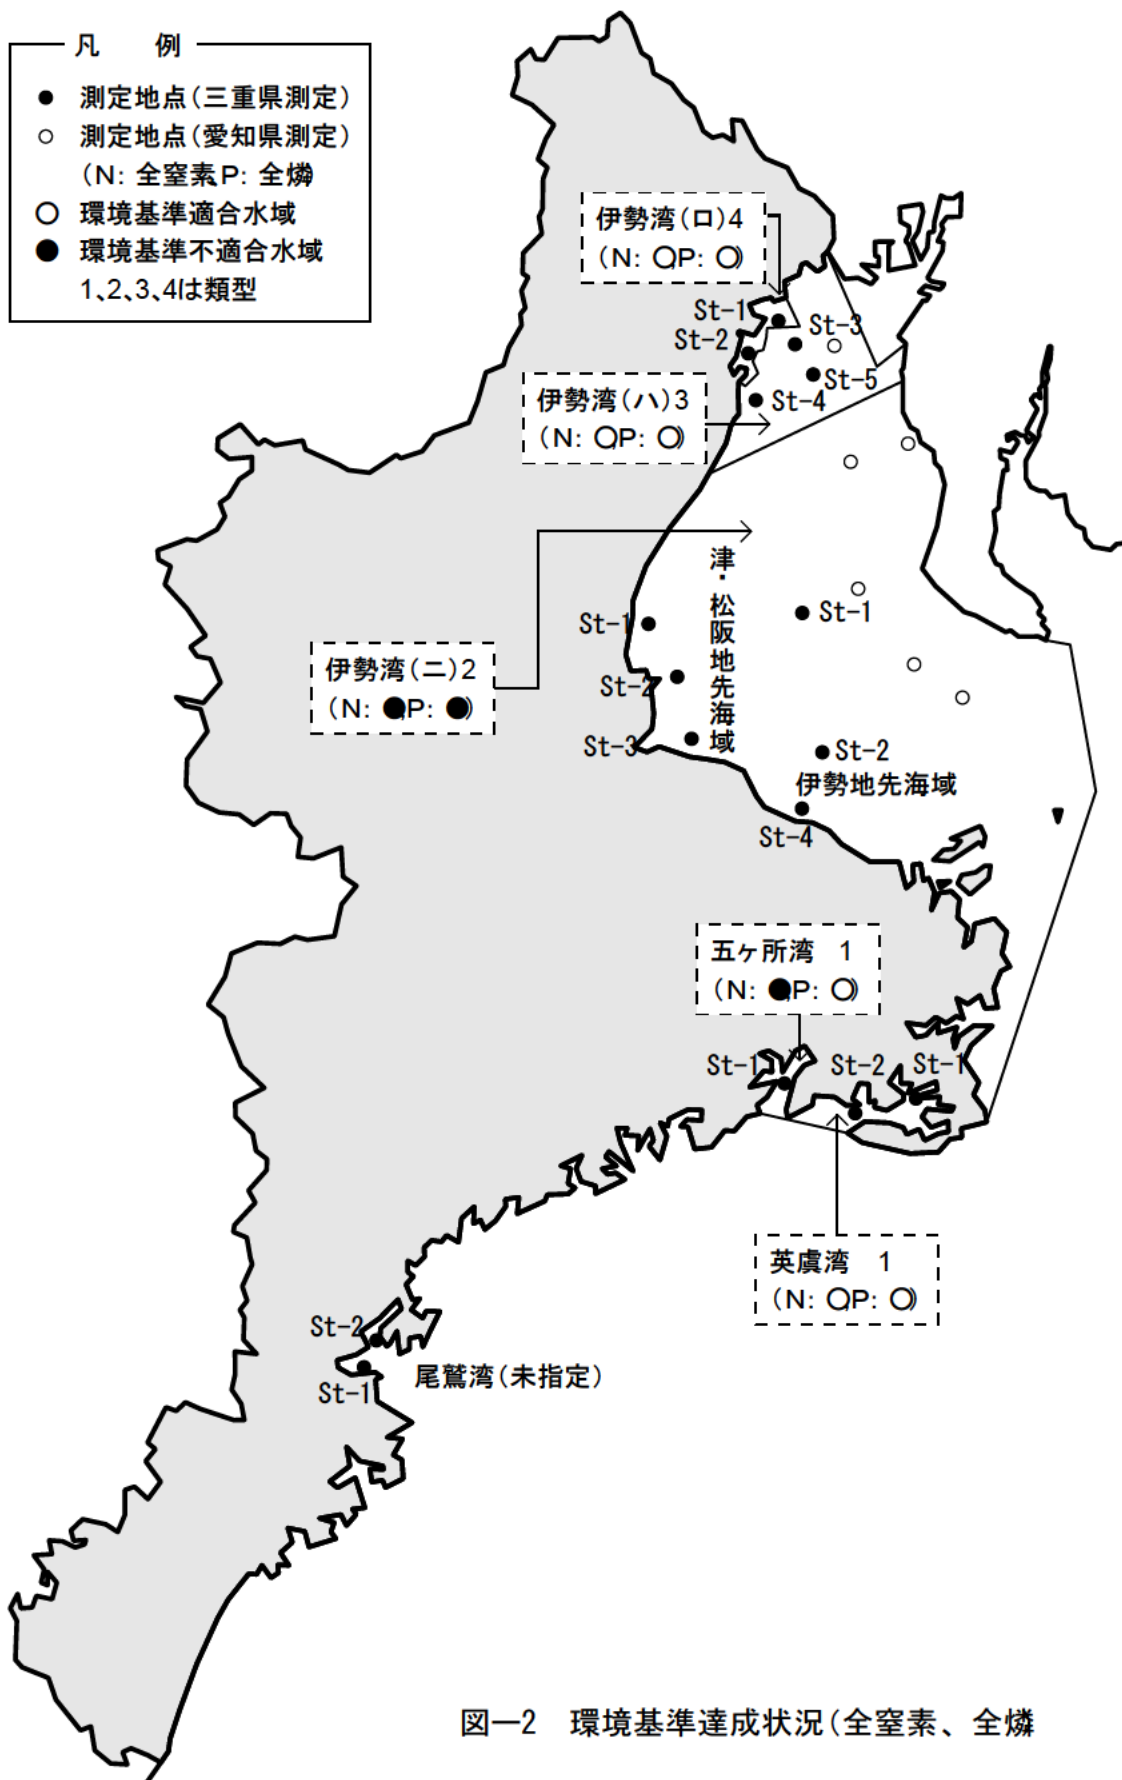 凡 例
● 測定地点(三重県測定)
○ 測定地点(愛知県測定)
(N: 全窒素、P: 全燐)
○ 環境基準適合水域
● 環境基準不適合水域
1、2、3、4は類型
伊勢湾(ロ)4
(N: ○,P: ○)
St-1
St-2
St-3
St-5
St-4
伊勢湾(ハ)3
(N: ○,P: ○)
津・松阪地先海域
St-1
St-1
伊勢湾(ニ)2
(N: ●,P: ●)
St-2
St-3
St-2
伊勢地先海域
St-4
五ヶ所湾 1
(N: ●,P: ○)
St-1
St-2
St-1
英虞湾 1
(N: ○,P: ○)
St-2
尾鷲湾(未指定)
St-1
図—2 環境基準達成状況(全窒素、全燐